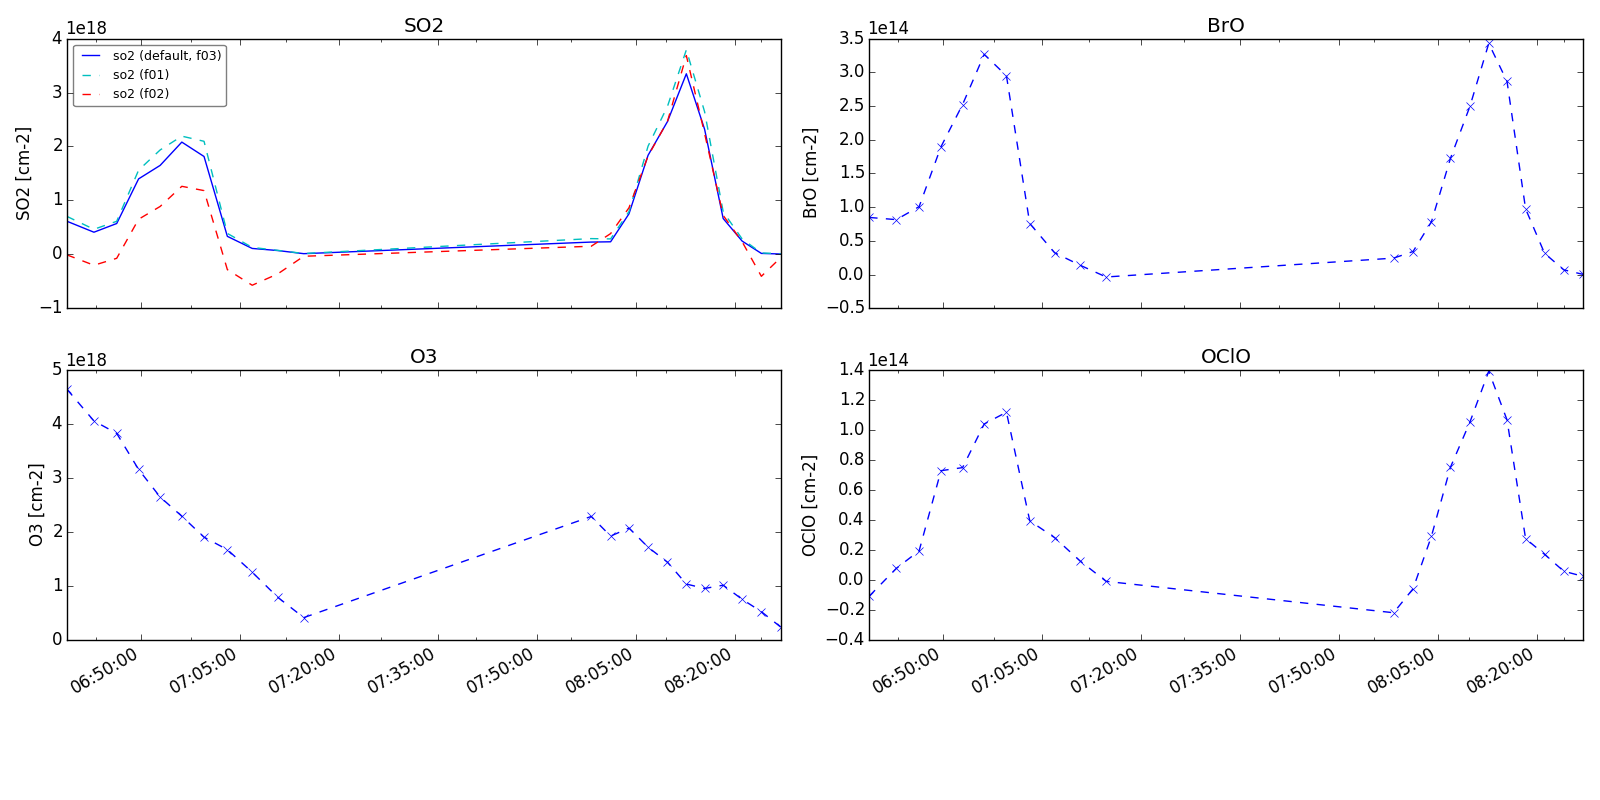 SO2
1e18
SO2 [cm-2]
4
3
2
1
0
−1
so2 (default, f03)
so2 (f01)
so2 (f02)
BrO
1e14
BrO [cm-2]
3.5
3.0
2.5
2.0
1.5
1.0
0.5
0.0
−0.5
O3
1e18
O3 [cm-2]
5
4
3
2
1
0
06:50:00 07:05:00 07:20:00 07:35:00 07:50:00 08:05:00 08:20:00
OClO
1e14
OClO [cm-2]
1.4
1.2
1.0
0.8
0.6
0.4
0.2
0.0
−0.2
−0.4
06:50:00 07:05:00 07:20:00 07:35:00 07:50:00 08:05:00 08:20:00